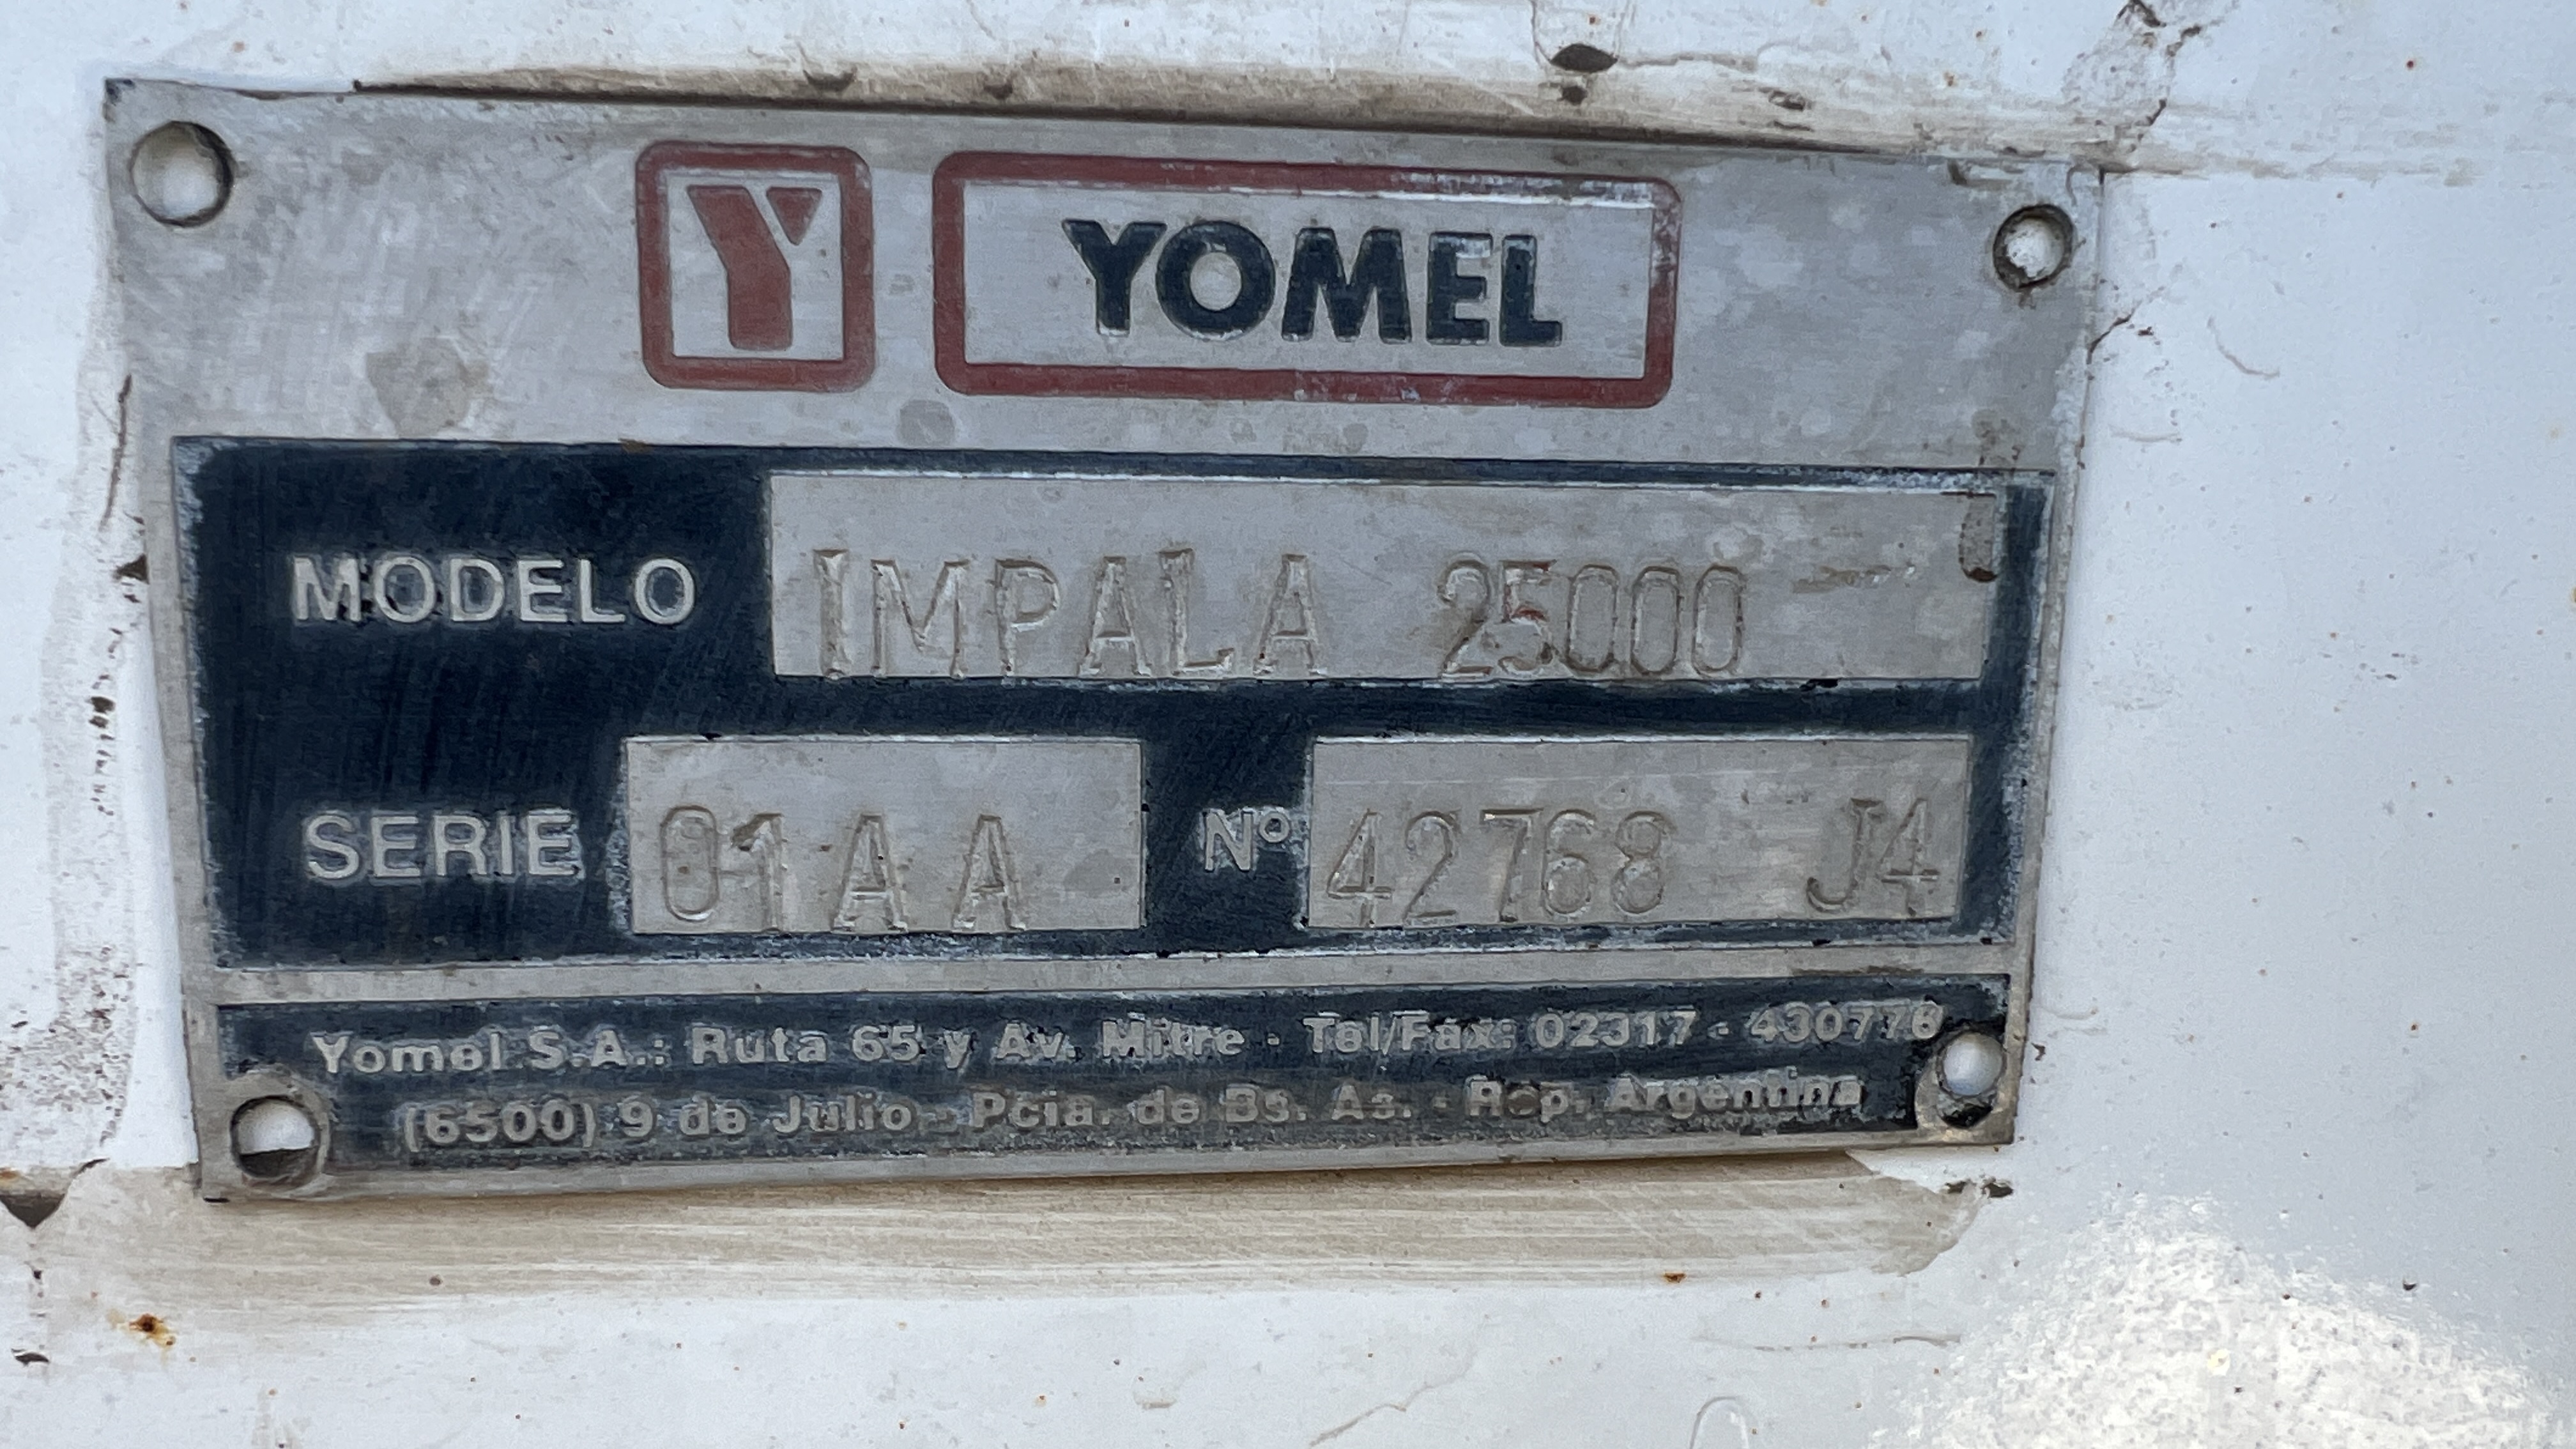 Y YOMEL
MODELO IMPALA 25000
SERIE 01AA Nº 42768 J4
Yomel S.A.: Ruta 65 y Av. Mitre - Tel/Fax: 02317 - 430776
(6500) 9 de Julio - Pcia. de Bs. As. - Rep. Argentina